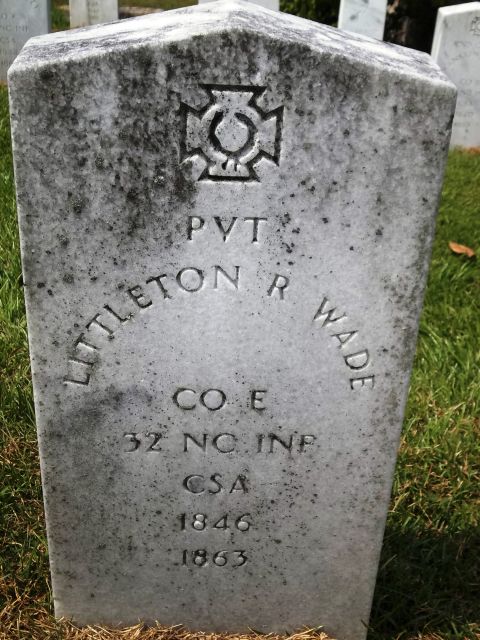 PVT
LITTLETON R WADE
CO E
32 NC INF
CSA
1846
1863